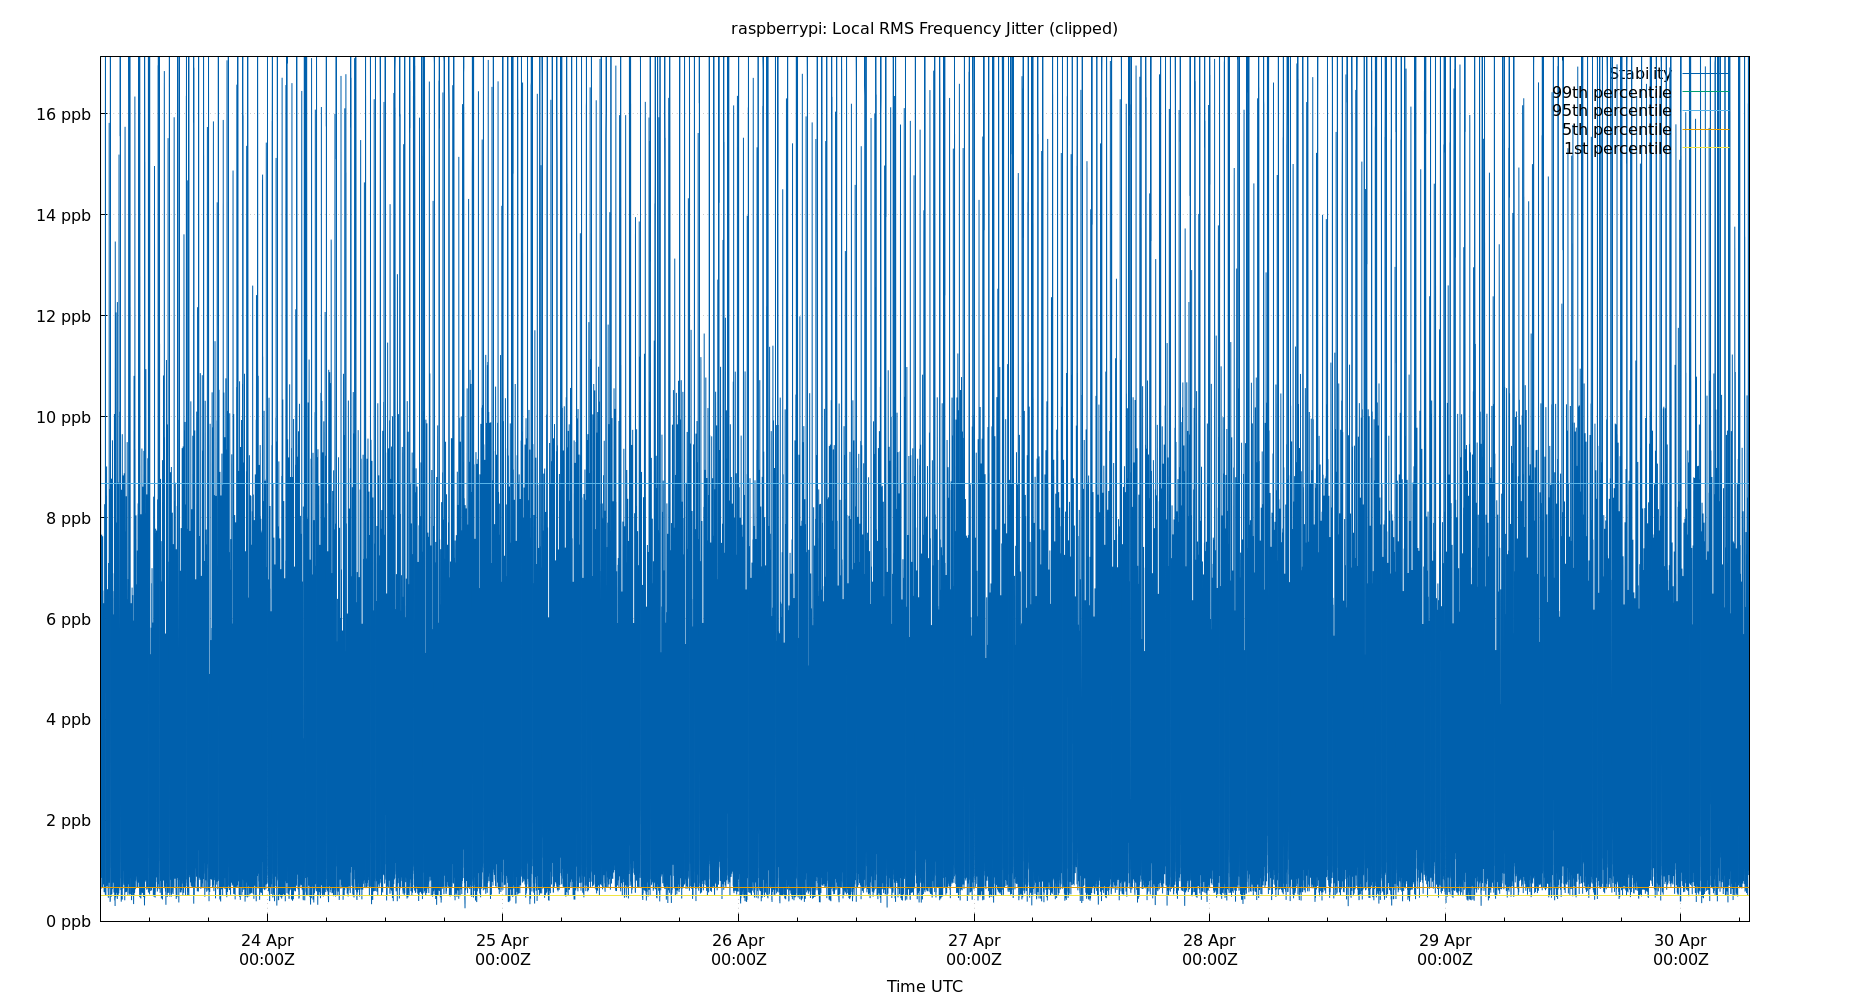 raspberrypi: Local RMS Frequency Jitter (clipped)
Stability
99th percentile
95th percentile
5th percentile
1st percentile
16 ppb
14 ppb
12 ppb
10 ppb
8 ppb
6 ppb
4 ppb
2 ppb
0 ppb
24 Apr 25 Apr 26 Apr 27 Apr 28 Apr 29 Apr 30 Apr
00:00Z 00:00Z 00:00Z 00:00Z 00:00Z 00:00Z 00:00Z
Time UTC